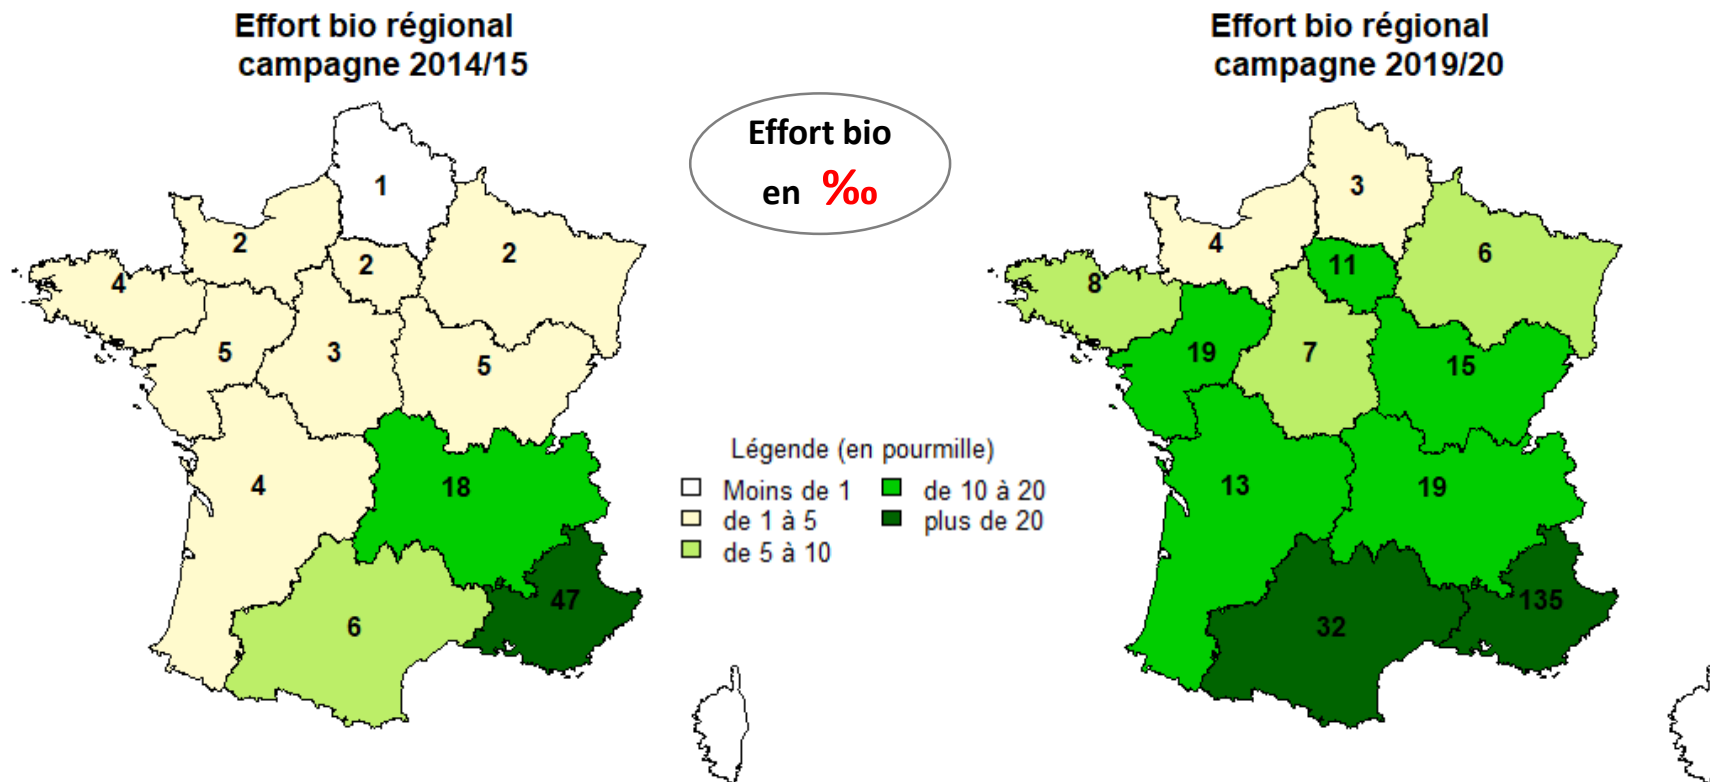 Effort bio régional
campagne 2014/15
1
2
2
2
4
5
3
5
4
18
6
47
Effort bio
en ‰
Légende (en pourmille)
Moins de 1
de 1 à 5
de 5 à 10
de 10 à 20
plus de 20
Effort bio régional
campagne 2019/20
3
4
11
6
8
19
7
15
13
19
32
135